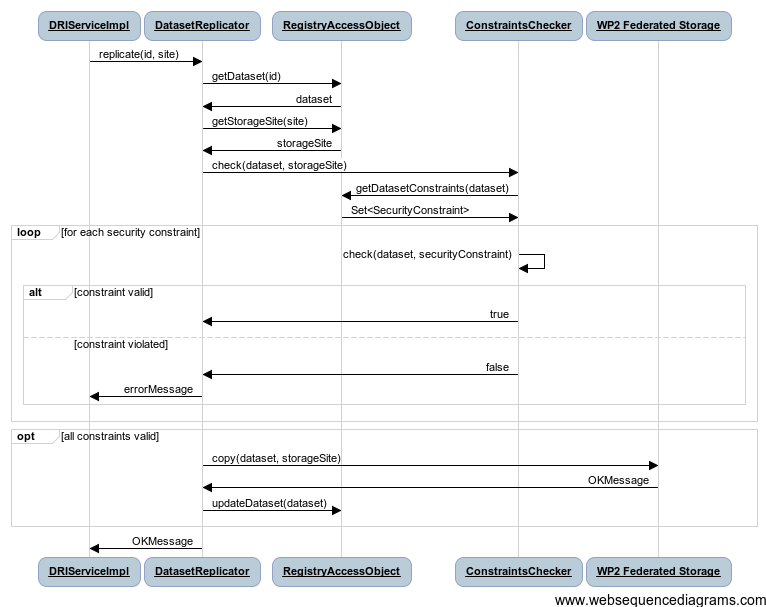 DRIServiceImpl DatasetReplicator RegistryAccessObject ConstraintsChecker WP2 Federated Storage
replicate(id, site)
getDataset(id)
dataset
getStorageSite(site)
storageSite
check(dataset, storageSite)
getDatasetConstraints(dataset)
Set<SecurityConstraint>
loop [for each security constraint]
check(dataset, securityConstraint)
alt [constraint valid]
true
[constraint violated]
false
errorMessage
opt [all constraints valid]
copy(dataset, storageSite)
OKMessage
updateDataset(dataset)
OKMessage
DRIServiceImpl DatasetReplicator RegistryAccessObject ConstraintsChecker WP2 Federated Storage
www.websequencediagrams.com